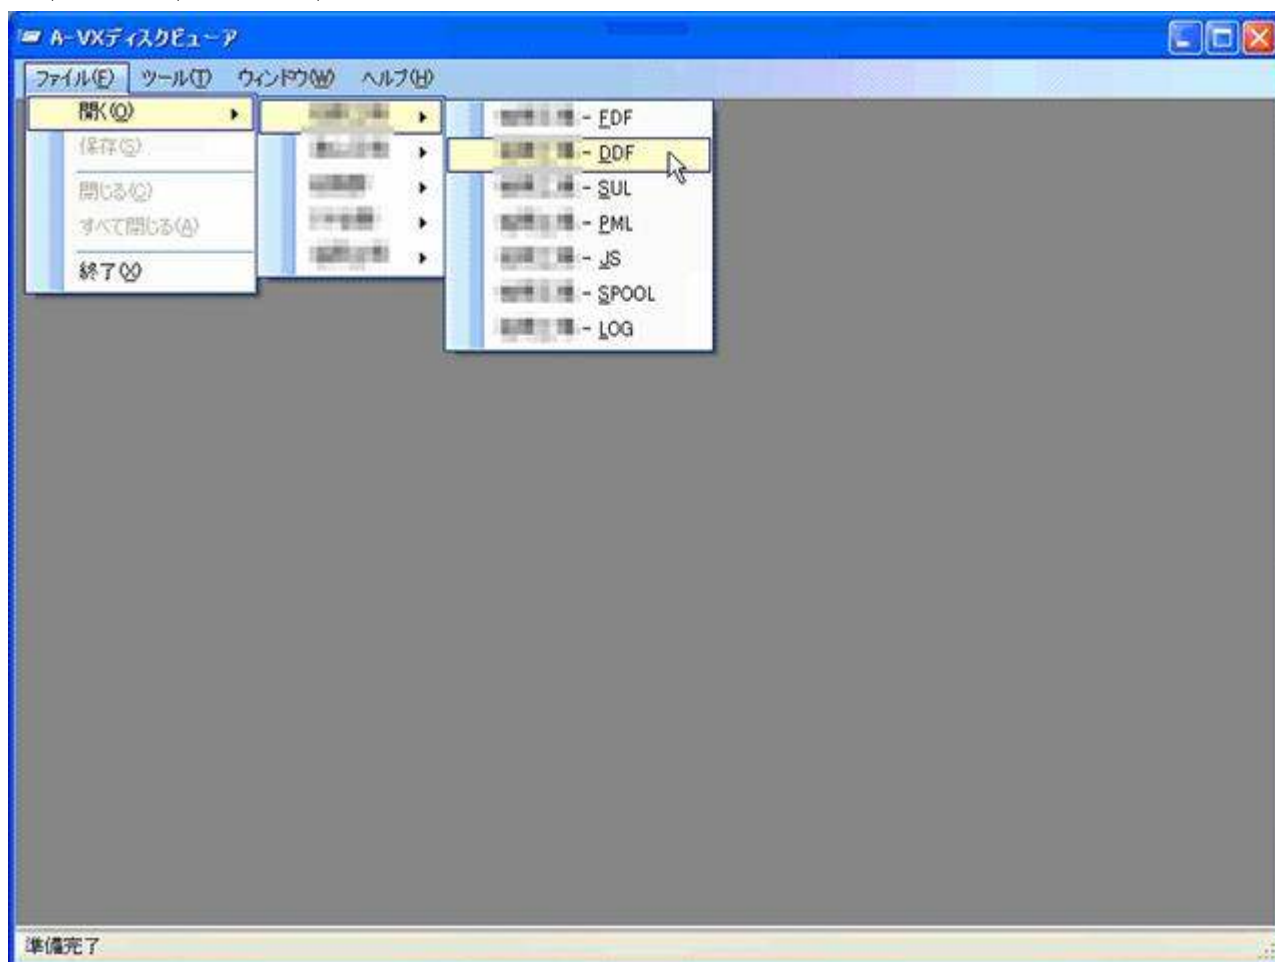 A-VXディスクビューア
ファイル(F) ツール(T) ウィンドウ(W) ヘルプ(H)
開く(O)
保存(S)
閉じる(C)
すべて閉じる(A)
終了(X)
- FDF
- DDF
- SUL
- PML
- JS
- SPOOL
- LOG
準備完了